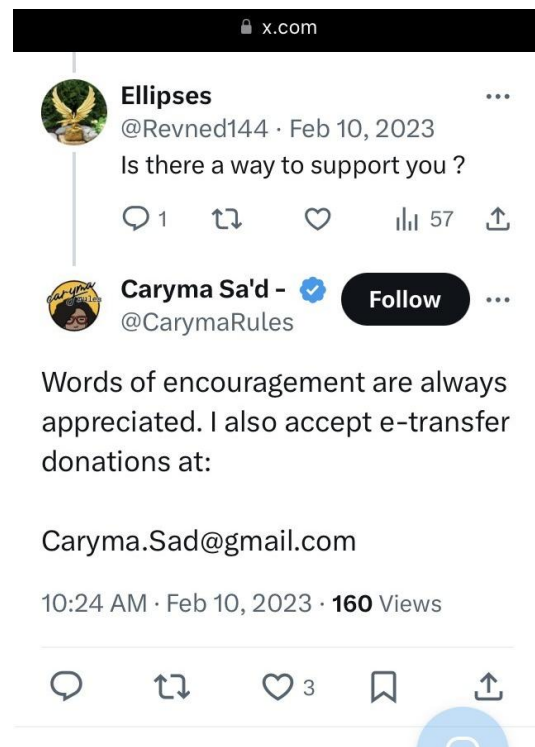 x.com
Ellipses
@Revned144 · Feb 10, 2023
Is there a way to support you ?
1
57
Caryma Sa'd -
@CarymaRules
Follow
Words of encouragement are always
appreciated. I also accept e-transfer
donations at:
Caryma.Sad@gmail.com
10:24 AM · Feb 10, 2023 · 160 Views
3